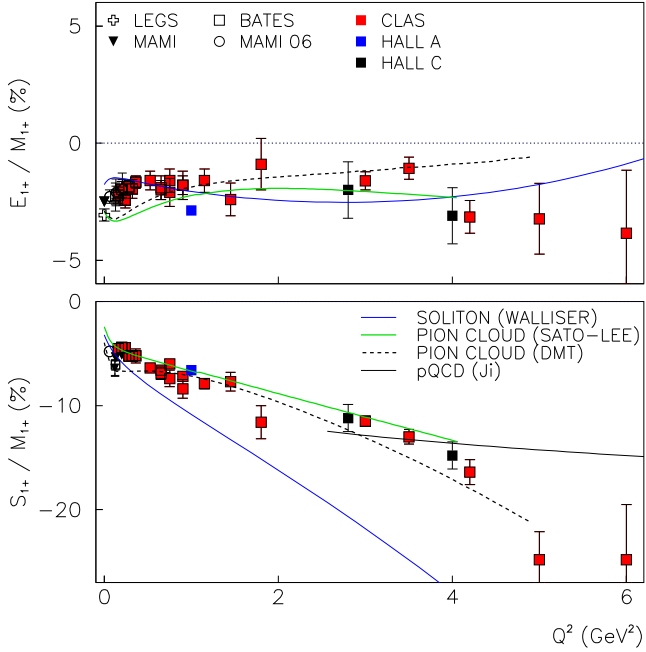 5
LEGS BATES CLAS
MAMI MAMI 06 HALL A
HALL C
0
-5
E₁₊ / M₁₊ (%)
0
SOLITON (WALLISER)
PION CLOUD (SATO-LEE)
PION CLOUD (DMT)
pQCD (Ji)
-10
-20
S₁₊ / M₁₊ (%)
0 2 4 6
Q² (GeV²)